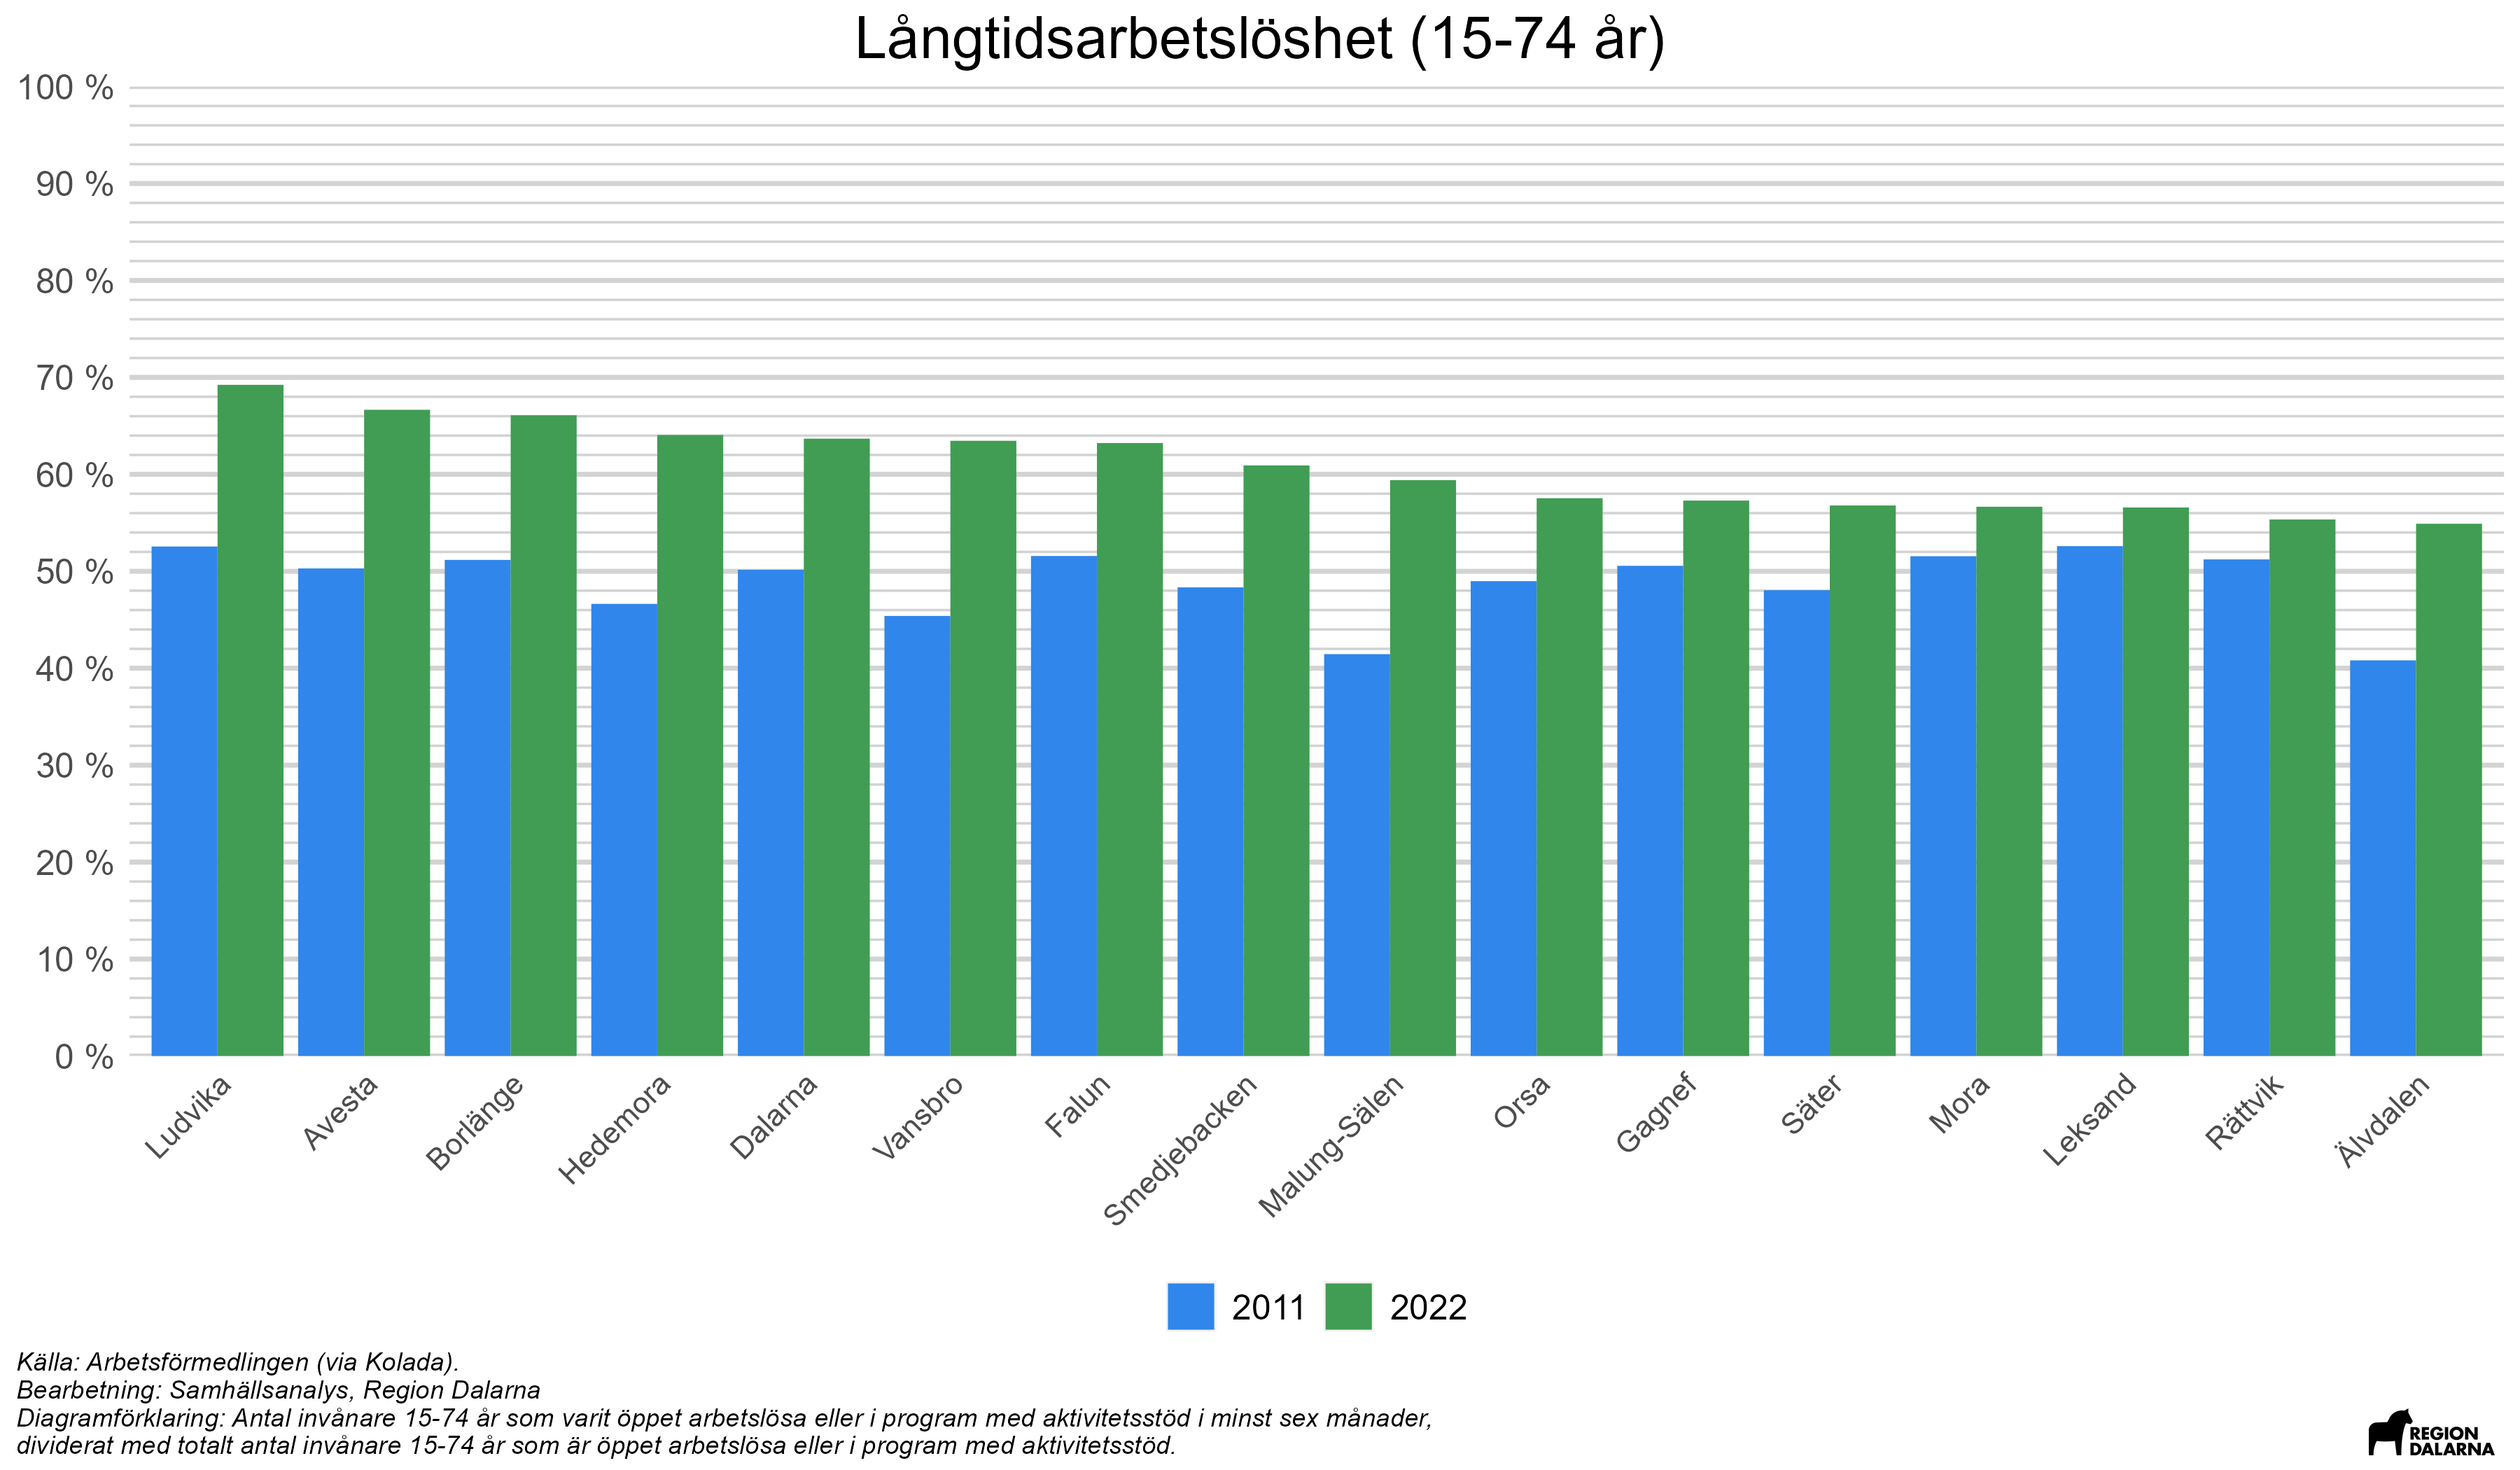 Långtidsarbetslöshet (15-74 år)
100 %
90 %
80 %
70 %
60 %
50 %
40 %
30 %
20 %
10 %
0 %
Ludvika
Avesta
Borlänge
Hedemora
Dalarna
Vansbro
Falun
Smedjebacken
Malung-Sälen
Orsa
Gagnef
Säter
Mora
Leksand
Rättvik
Älvdalen
2011 2022
Källa: Arbetsförmedlingen (via Kolada).
Bearbetning: Samhällsanalys, Region Dalarna
Diagramförklaring: Antal invånare 15-74 år som varit öppet arbetslösa eller i program med aktivitetsstöd i minst sex månader,
dividerat med totalt antal invånare 15-74 år som är öppet arbetslösa eller i program med aktivitetsstöd.
REGION
DALARNA